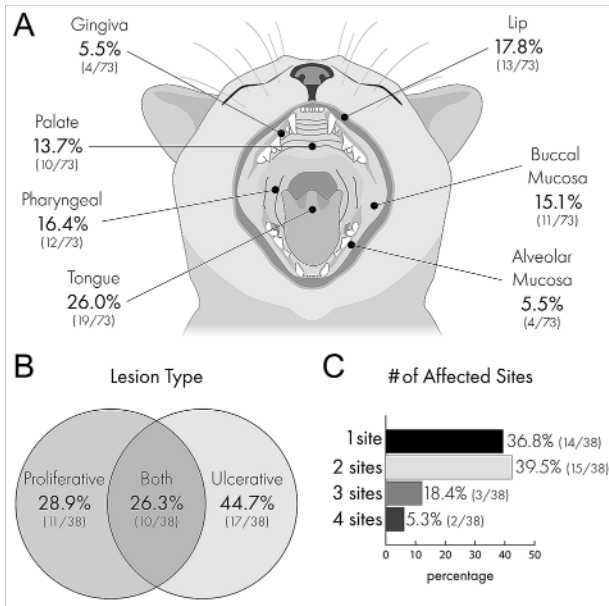 A
Gingiva
5.5%
(4/73)
Lip
17.8%
(13/73)
Palate
13.7%
(10/73)
Buccal
Mucosa
15.1%
(11/73)
Pharyngeal
16.4%
(12/73)
Tongue
26.0%
(19/73)
Alveolar
Mucosa
5.5%
(4/73)
B
Lesion Type
Proliferative
28.9%
(11/38)
Both
26.3%
(10/38)
Ulcerative
44.7%
(17/38)
C
# of Affected Sites
1 site 36.8% (14/38)
2 sites 39.5% (15/38)
3 sites 18.4% (3/38)
4 sites 5.3% (2/38)
0 10 20 30 40 50
percentage